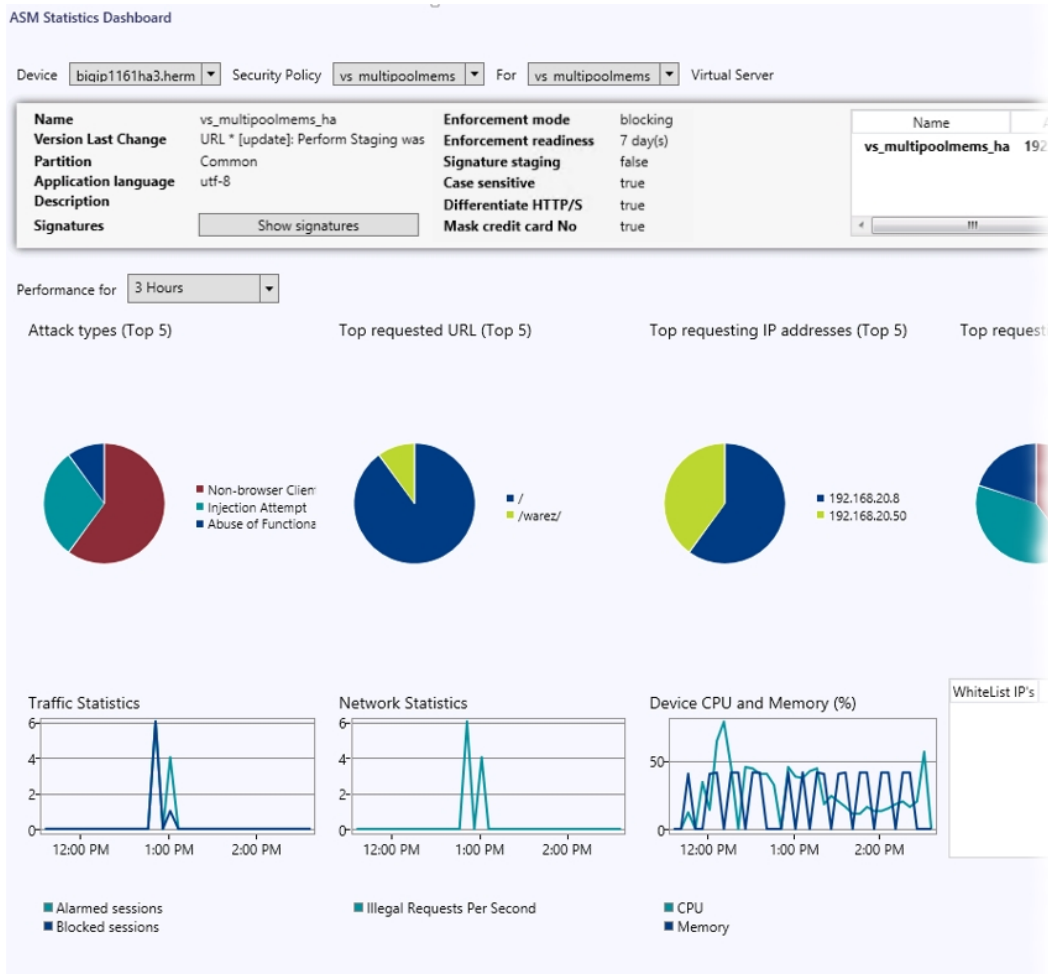 ASM Statistics Dashboard
Device bigip1161ha3.herm Security Policy vs_multipoolmems For vs_multipoolmems Virtual Server
Name vs_multipoolmems_ha Enforcement mode blocking Name
Version Last Change URL * [update]: Perform Staging was Enforcement readiness 7 day(s) vs_multipoolmems_ha 192
Partition Common Signature staging false
Application language utf-8 Case sensitive true
Description Differentiate HTTP/S true
Signatures Show signatures Mask credit card No true
Performance for 3 Hours
Attack types (Top 5) Top requested URL (Top 5) Top requesting IP addresses (Top 5) Top requesti
Non-browser Clien / 192.168.20.8
Injection Attempt /warez/ 192.168.20.50
Abuse of Functiona
Traffic Statistics Network Statistics Device CPU and Memory (%) WhiteList IP's
6 6
4 4 50
2 2
0 0 0
12:00 PM 1:00 PM 2:00 PM 12:00 PM 1:00 PM 2:00 PM 12:00 PM 1:00 PM 2:00 PM
Alarmed sessions Illegal Requests Per Second CPU
Blocked sessions Memory